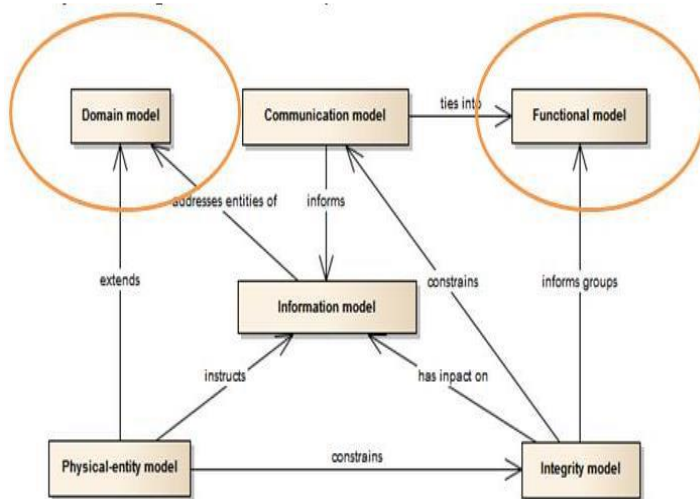 Domain model
Communication model
ties into
Functional model
addresses entities of
informs
extends
constrains
informs groups
Information model
instructs
has inpact on
Physical-entity model
constrains
Integrity model